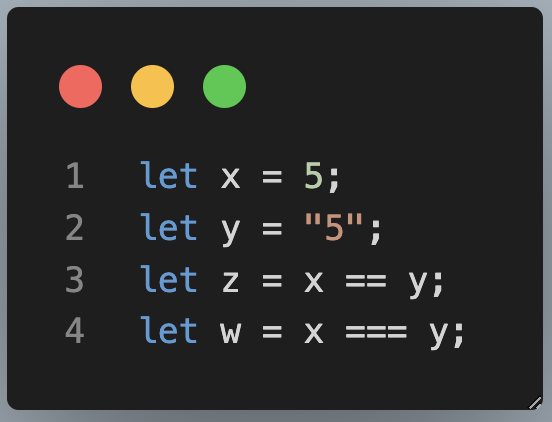 1 let x = 5;
2 let y = "5";
3 let z = x == y;
4 let w = x === y;